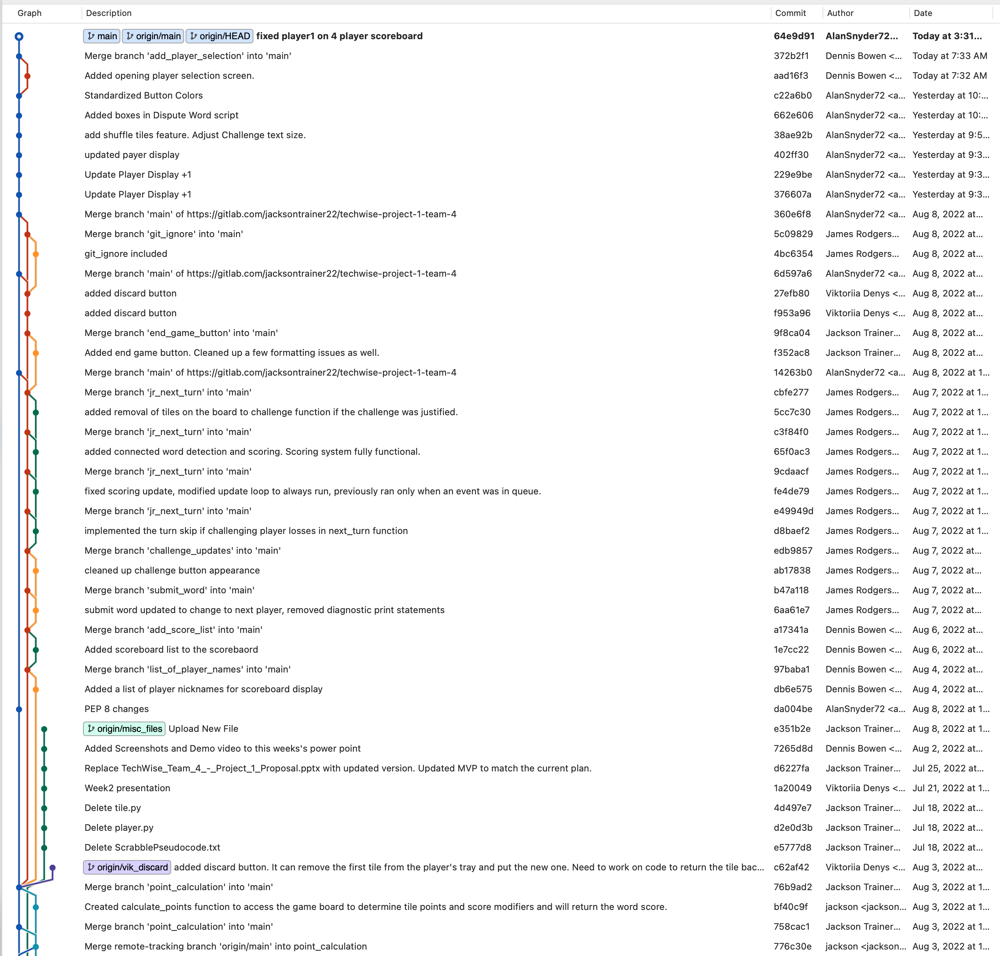 Graph Description Commit Author Date
main origin/main origin/HEAD fixed player1 on 4 player scoreboard 64e9d91 AlanSnyder72... Today at 3:31...
Merge branch 'add_player_selection' into 'main' 372b2f1 Dennis Bowen <... Today at 7:33 AM
Added opening player selection screen. aad16f3 Dennis Bowen <... Today at 7:32 AM
Standardized Button Colors c22a6b0 AlanSnyder72 <a... Yesterday at 10:...
Added boxes in Dispute Word script 662e606 AlanSnyder72 <a... Yesterday at 10:...
add shuffle tiles feature. Adjust Challenge text size. 38ae92b AlanSnyder72 <a... Yesterday at 9:5...
updated payer display 402ff30 AlanSnyder72 <a... Yesterday at 9:3...
Update Player Display +1 229e9be AlanSnyder72 <a... Yesterday at 9:3...
Update Player Display +1 376607a AlanSnyder72 <a... Yesterday at 9:3...
Merge branch 'main' of https://gitlab.com/jacksontrainer22/techwise-project-1-team-4 360e6f8 AlanSnyder72 <a... Aug 8, 2022 at...
Merge branch 'git_ignore' into 'main' 5c09829 James Rodgers... Aug 8, 2022 at...
git_ignore included 4bc6354 James Rodgers... Aug 8, 2022 at...
Merge branch 'main' of https://gitlab.com/jacksontrainer22/techwise-project-1-team-4 6d597a6 AlanSnyder72 <a... Aug 8, 2022 at...
added discard button 27efb80 Viktoriia Denys <... Aug 8, 2022 at...
added discard button f953a96 Viktoriia Denys <... Aug 8, 2022 at...
Merge branch 'end_game_button' into 'main' 9f8ca04 Jackson Trainer... Aug 8, 2022 at...
Added end game button. Cleaned up a few formatting issues as well. f352ac8 Jackson Trainer... Aug 8, 2022 at...
Merge branch 'main' of https://gitlab.com/jacksontrainer22/techwise-project-1-team-4 14263b0 AlanSnyder72 <a... Aug 8, 2022 at 1...
Merge branch 'jr_next_turn' into 'main' cbfe277 James Rodgers... Aug 7, 2022 at 1...
added removal of tiles on the board to challenge function if the challenge was justified. 5cc7c30 James Rodgers... Aug 7, 2022 at 1...
Merge branch 'jr_next_turn' into 'main' c3f84f0 James Rodgers... Aug 7, 2022 at 1...
added connected word detection and scoring. Scoring system fully functional. 65f0ac3 James Rodgers... Aug 7, 2022 at 1...
Merge branch 'jr_next_turn' into 'main' 9cdaacf James Rodgers... Aug 7, 2022 at 1...
fixed scoring update, modified update loop to always run, previously ran only when an event was in queue. fe4de79 James Rodgers... Aug 7, 2022 at 1...
Merge branch 'jr_next_turn' into 'main' e49949d James Rodgers... Aug 7, 2022 at 1...
implemented the turn skip if challenging player losses in next_turn function d8baef2 James Rodgers... Aug 7, 2022 at 1...
Merge branch 'challenge_updates' into 'main' edb9857 James Rodgers... Aug 7, 2022 at...
cleaned up challenge button appearance ab17838 James Rodgers... Aug 7, 2022 at...
Merge branch 'submit_word' into 'main' b47a118 James Rodgers... Aug 7, 2022 at...
submit word updated to change to next player, removed diagnostic print statements 6aa61e7 James Rodgers... Aug 7, 2022 at...
Merge branch 'add_score_list' into 'main' a17341a Dennis Bowen <... Aug 6, 2022 at...
Added scoreboard list to the scorebaord 1e7cc22 Dennis Bowen <... Aug 6, 2022 at...
Merge branch 'list_of_player_names' into 'main' 97baba1 Dennis Bowen <... Aug 4, 2022 at...
Added a list of player nicknames for scoreboard display db6e575 Dennis Bowen <... Aug 4, 2022 at...
PEP 8 changes da004be AlanSnyder72 <a... Aug 8, 2022 at 1...
origin/misc_files Upload New File e351b2e Jackson Trainer... Aug 8, 2022 at 1...
Added Screenshots and Demo video to this weeks's power point 7265d8d Dennis Bowen <... Aug 2, 2022 at...
Replace TechWise_Team_4_-_Project_1_Proposal.pptx with updated version. Updated MVP to match the current plan. d6227fa Jackson Trainer... Jul 25, 2022 at...
Week2 presentation 1a20049 Viktoriia Denys <... Jul 21, 2022 at 1...
Delete tile.py 4d497e7 Jackson Trainer... Jul 18, 2022 at...
Delete player.py d2e0d3b Jackson Trainer... Jul 18, 2022 at...
Delete ScrabblePseudocode.txt e5777d8 Jackson Trainer... Jul 18, 2022 at...
origin/vik_discard added discard button. It can remove the first tile from the player's tray and put the new one. Need to work on code to return the tile bac... c62af42 Viktoriia Denys <... Aug 3, 2022 at...
Merge branch 'point_calculation' into 'main' 76b9ad2 Jackson Trainer... Aug 3, 2022 at 1...
Created calculate_points function to access the game board to determine tile points and score modifiers and will return the word score. bf40c9f jackson <jackson... Aug 3, 2022 at 1...
Merge branch 'point_calculation' into 'main' 758cac1 Jackson Trainer... Aug 3, 2022 at 1...
Merge remote-tracking branch 'origin/main' into point_calculation 776c30e jackson <jackson... Aug 3, 2022 at 1...